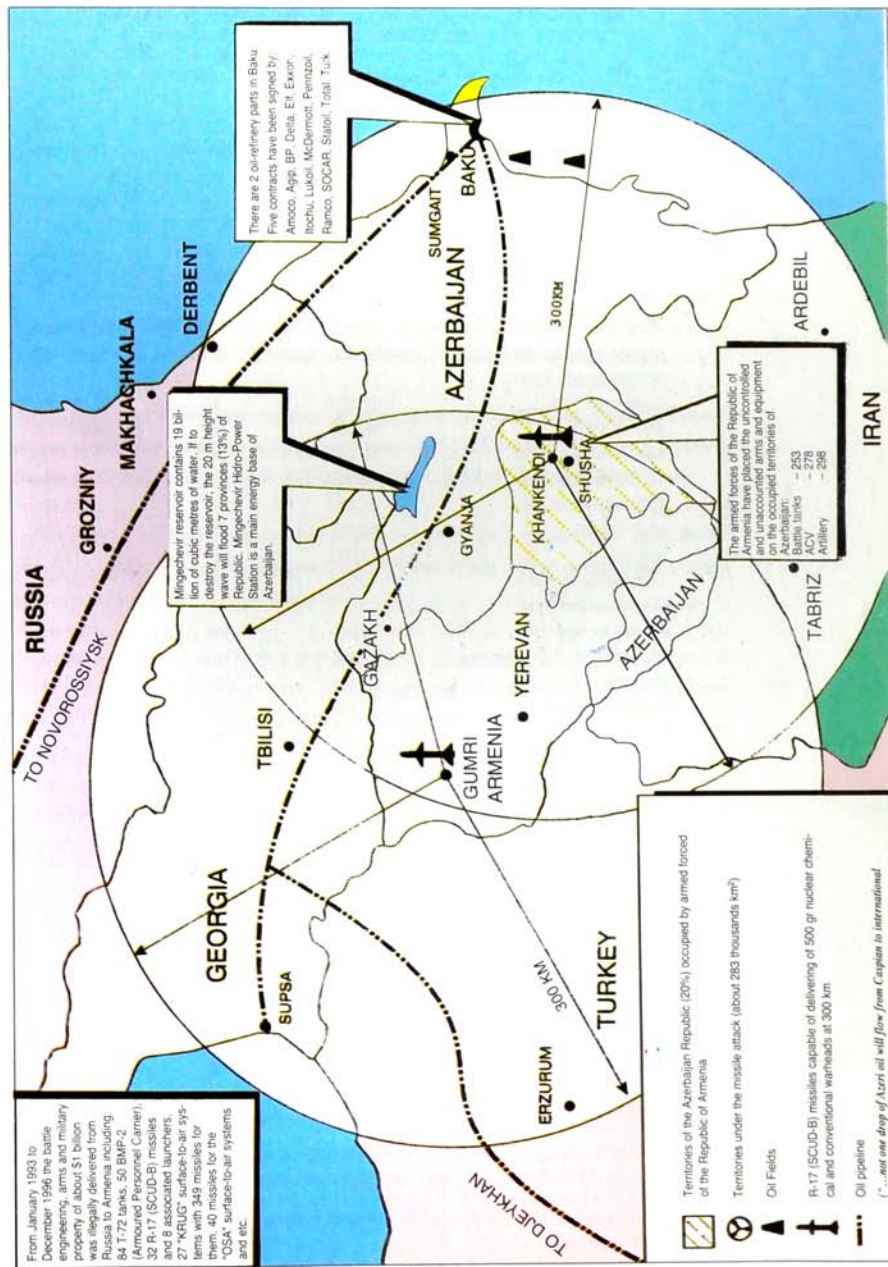 From January 1993 to
December 1996 the battle
engineering, arms and military
property of about $1 billion
was illegally delivered from
Russia to Armenia including
84 T-72 tanks, 50 BMP-2
(Armoured Personnel Carrier),
32 R-17 (SCUD-B) missiles
and 8 associated launchers,
27 "KRUG" surface-to-air sys-
tems with 349 missiles for
them, 40 missiles for the
"OSA" surface-to-air systems
and etc.
RUSSIA
TO NOVOROSSIYSK
GROZNIY
MAKHACHKALA
DERBENT
Mingechevir reservoir contains 19 bil-
lion of cubic metres of water. If to
destroy the reservoir, the 20 m height
wave will flood 7 provinces (13%) of
Republic. Mingechevir Hidro-Power
Station is a main energy base of
Azerbaijan.
There are 2 oil-refinery parts in Baku.
Five contracts have been signed by:
Amoco, Agip, BP, Delta, Elf, Exxon,
Itochu, Lukoil, McDermott, Pennzoil,
Ramco, SOCAR, Statoil, Total, Turk.
GEORGIA
SUPSA
TBILISI
GAZAKH
GYANJA
AZERBAIJAN
SUMGAIT
BAKU
GUMRI
ARMENIA
YEREVAN
KHANKENDI
SHUSHA
300KM
300 KM
TURKEY
ERZURUM
TO DJEYKHAN
AZERBAIJAN
TABRIZ
ARDEBIL
IRAN
The armed forces of the Republic of
Armenia have placed the uncontrolled
and unaccounted arms and equipment
on the occupied territories of
Azerbaijan:
Battle tanks – 253
ACV – 278
Artillery – 298
Territories of the Azerbaijan Republic (20%) occupied by armed forced
of the Republic of Armenia
Territories under the missile attack (about 283 thousands km²)
Oil Fields
R-17 (SCUD-B) missiles capable of delivering of 500 gr nuclear chemi-
cal and conventional warheads at 300 km
Oil pipeline
("...not one drop of Azeri oil will flow from Caspian to international